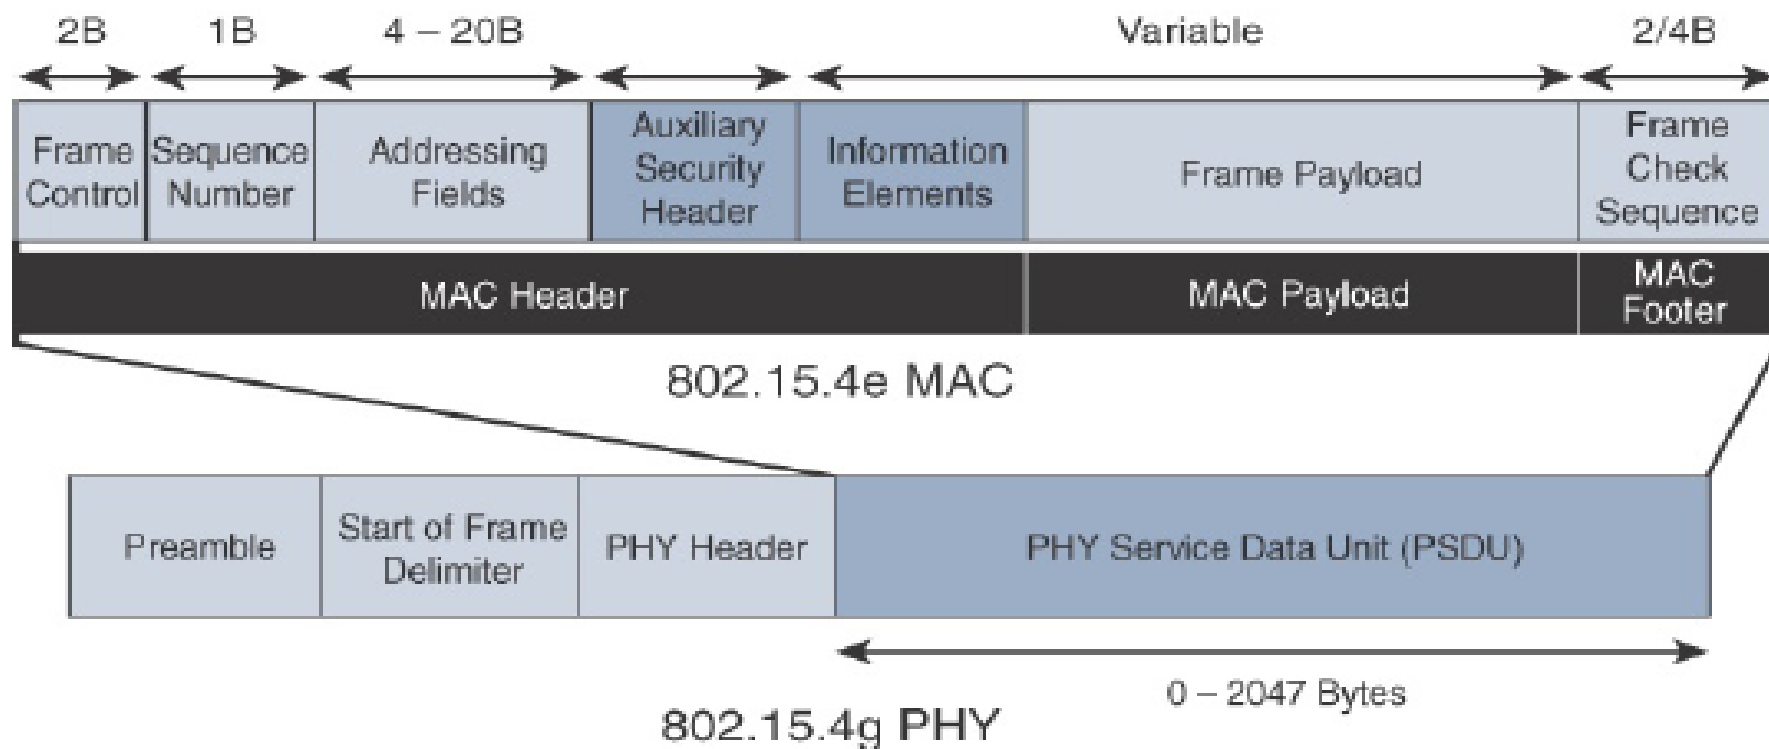 2B
1B
4 – 20B
Variable
2/4B
Frame
Control
Sequence
Number
Addressing
Fields
Auxiliary
Security
Header
Information
Elements
Frame Payload
Frame
Check
Sequence
MAC Header
MAC Payload
MAC
Footer
802.15.4e MAC
Preamble
Start of Frame
Delimiter
PHY Header
PHY Service Data Unit (PSDU)
0 – 2047 Bytes
802.15.4g PHY